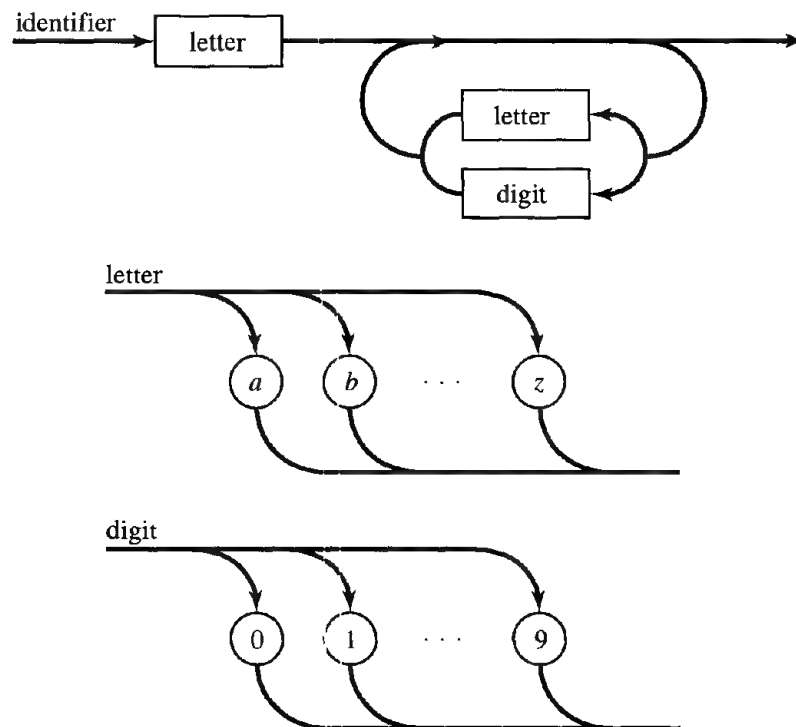 identifier
letter
letter
digit
letter
a b . . . z
digit
0 1 . . . 9